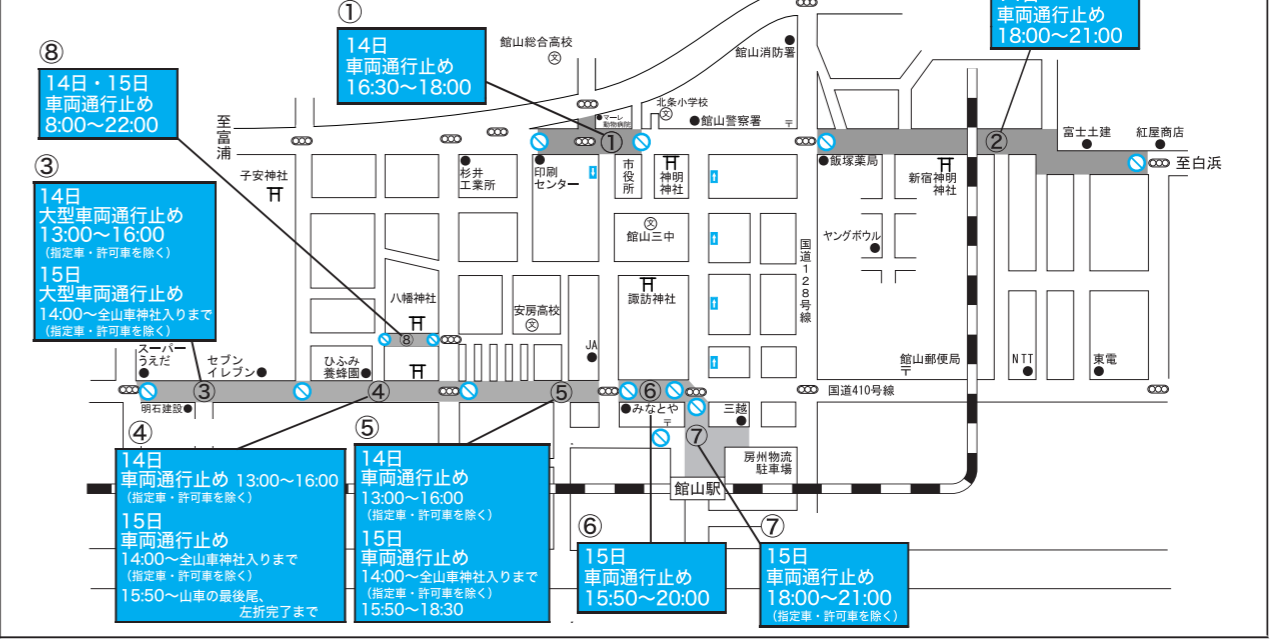 ①
14日
車両通行止め
16:30〜18:00
車両通行止め
18:00〜21:00
⑧
14日・15日
車両通行止め
8:00〜22:00
③
14日
大型車両通行止め
13:00〜16:00
(指定車・許可車を除く)
15日
大型車両通行止め
14:00〜全山車神社入りまで
(指定車・許可車を除く)
館山総合高校
文
館山消防署
マーレ
動物病院
北条小学校
文
館山警察署
〒
至富浦
①
②
富士土建
紅屋商店
至白浜
子安神社
杉井
工業所
印刷
センター
市役所
神明
神社
飯塚薬局
新宿神明
神社
文
館山三中
ヤングボウル
国道128号線
八幡神社
⑧
安房高校
文
諏訪神社
JA
スーパー
うえだ
セブン
イレブン
ひふみ
養蜂園
館山郵便局
〒
NTT
東電
③
④
⑤
⑥
国道410号線
明石建設
みなとや
〒
三越
⑦
房州物流
駐車場
館山駅
④
14日
車両通行止め 13:00〜16:00
(指定車・許可車を除く)
15日
車両通行止め
14:00〜全山車神社入りまで
(指定車・許可車を除く)
15:50〜山車の最後尾、
左折完了まで
⑤
14日
車両通行止め
13:00〜16:00
(指定車・許可車を除く)
15日
車両通行止め
14:00〜全山車神社入りまで
(指定車・許可車を除く)
15:50〜18:30
⑥
15日
車両通行止め
15:50〜20:00
⑦
15日
車両通行止め
18:00〜21:00
(指定車・許可車を除く)